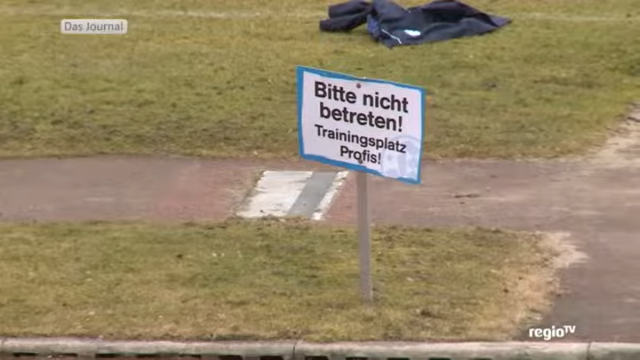 Das Journal
Bitte nicht
betreten!
Trainingsplatz
Profis!
regioTV